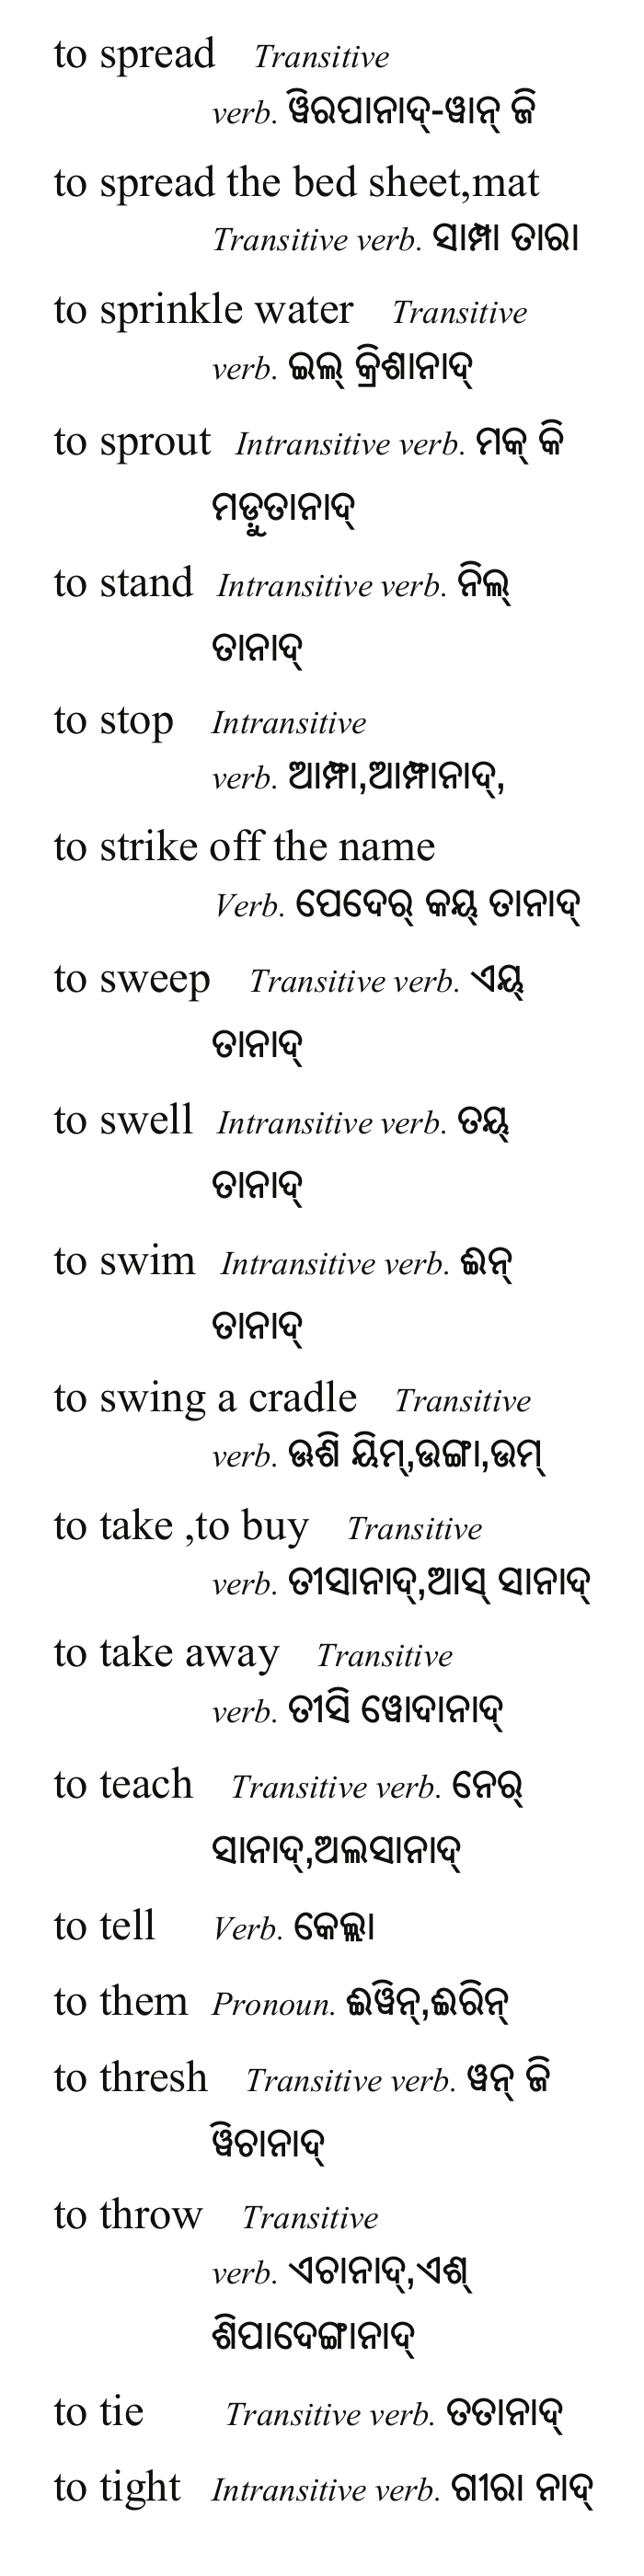 to spread Transitive
verb. ୱିରପାନାଦ୍-ୱାନ୍ ଜି
to spread the bed sheet,mat
Transitive verb. ସାମ୍ପା ତାରା
to sprinkle water Transitive
verb. ଇଲ୍ କ୍ରିଶାନାଦ୍
to sprout Intransitive verb. ମକ୍ କି
ମଡ଼ୁତାନାଦ୍
to stand Intransitive verb. ନିଲ୍
ତାନାଦ୍
to stop Intransitive
verb. ଆମ୍ଫା,ଆମ୍ଫାନାଦ୍,
to strike off the name
Verb. ପେଦେର୍ କୟ୍ ତାନାଦ୍
to sweep Transitive verb. ଏୟ୍
ତାନାଦ୍
to swell Intransitive verb. ତୟ୍
ତାନାଦ୍
to swim Intransitive verb. ଈନ୍
ତାନାଦ୍
to swing a cradle Transitive
verb. ଊଶି ୟିମ୍,ଉଙ୍ଗା,ଉମ୍
to take ,to buy Transitive
verb. ତୀସାନାଦ୍,ଆସ୍ ସାନାଦ୍
to take away Transitive
verb. ତୀସି ୱୋଦାନାଦ୍
to teach Transitive verb. ନେର୍
ସାନାଦ୍,ଅଲସାନାଦ୍
to tell Verb. କେଲ୍ଲା
to them Pronoun. ଈୱିନ୍,ଈରିନ୍
to thresh Transitive verb. ୱନ୍ ଜି
ୱିଚାନାଦ୍
to throw Transitive
verb. ଏଚାନାଦ୍,ଏଶ୍
ଶିପାଦେଙ୍ଗାନାଦ୍
to tie Transitive verb. ତତାନାଦ୍
to tight Intransitive verb. ଗୀରା ନାଦ୍